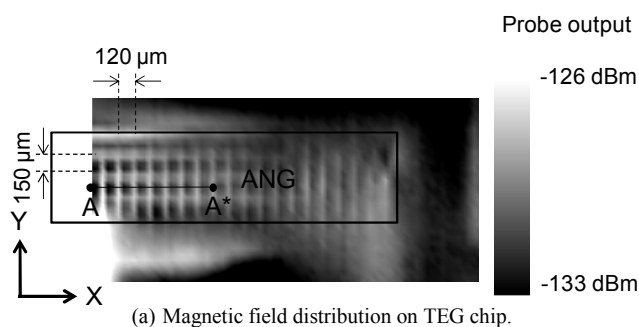 Probe output
120 µm
-126 dBm
150 µm
ANG
A
A*
Y
X
-133 dBm
(a) Magnetic field distribution on TEG chip.